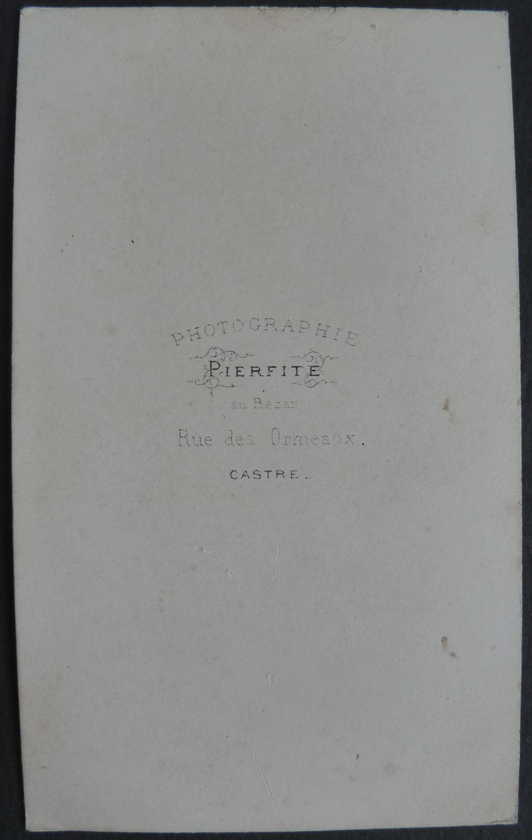 PHOTOGRAPHIE
PIERFITE
au Bazar
Rue des Ormeaux.
CASTRE.